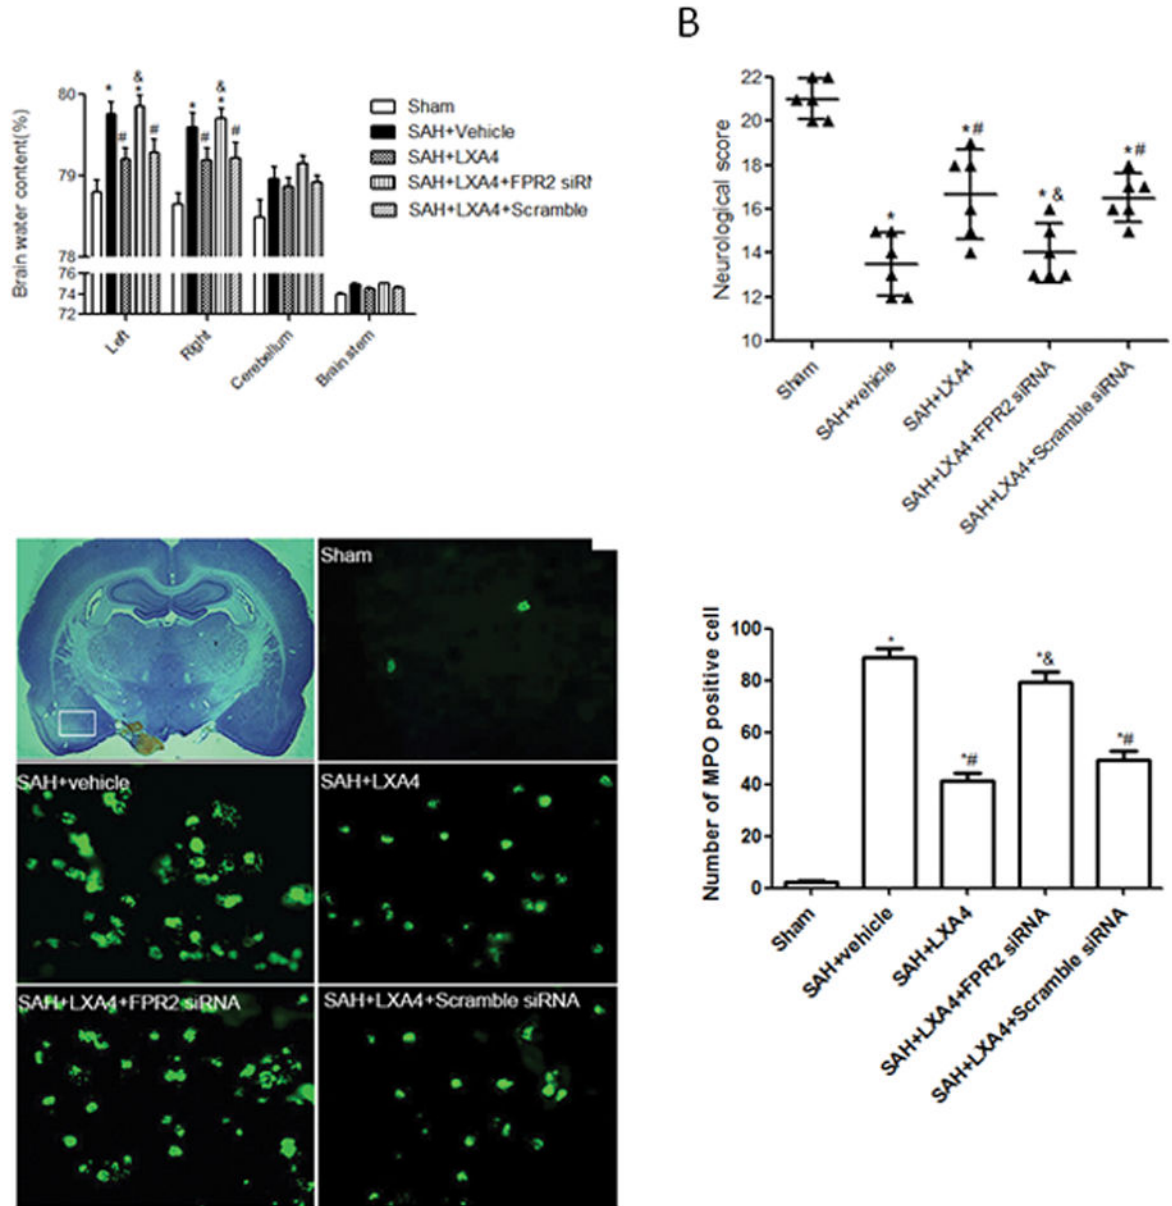 B
Brain water content(%)
80
79
78
76
74
72
* # & * #
* # & * #
Left
Right
Cerebellum
Brain stem
Sham
SAH+Vehicle
SAH+LXA4
SAH+LXA4+FPR2 siRN
SAH+LXA4+Scramble
Neurological score
22
20
18
16
14
12
10
*
*#
* &
*#
Sham
SAH+vehicle
SAH+LXA4
SAH+LXA4+FPR2 siRNA
SAH+LXA4+Scramble siRNA
Sham
SAH+vehicle
SAH+LXA4
SAH+LXA4+FPR2 siRNA
SAH+LXA4+Scramble siRNA
Number of MPO positive cell
100
80
60
40
20
0
*
*#
*&
*#
Sham
SAH+vehicle
SAH+LXA4
SAH+LXA4+FPR2 siRNA
SAH+LXA4+Scramble siRNA